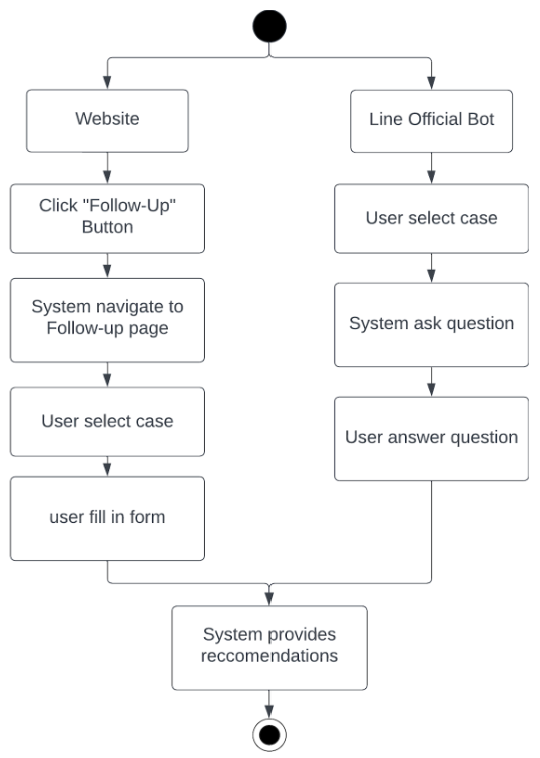 Website
Line Official Bot
Click "Follow-Up"
Button
User select case
System navigate to
Follow-up page
System ask question
User select case
User answer question
user fill in form
System provides
reccomendations